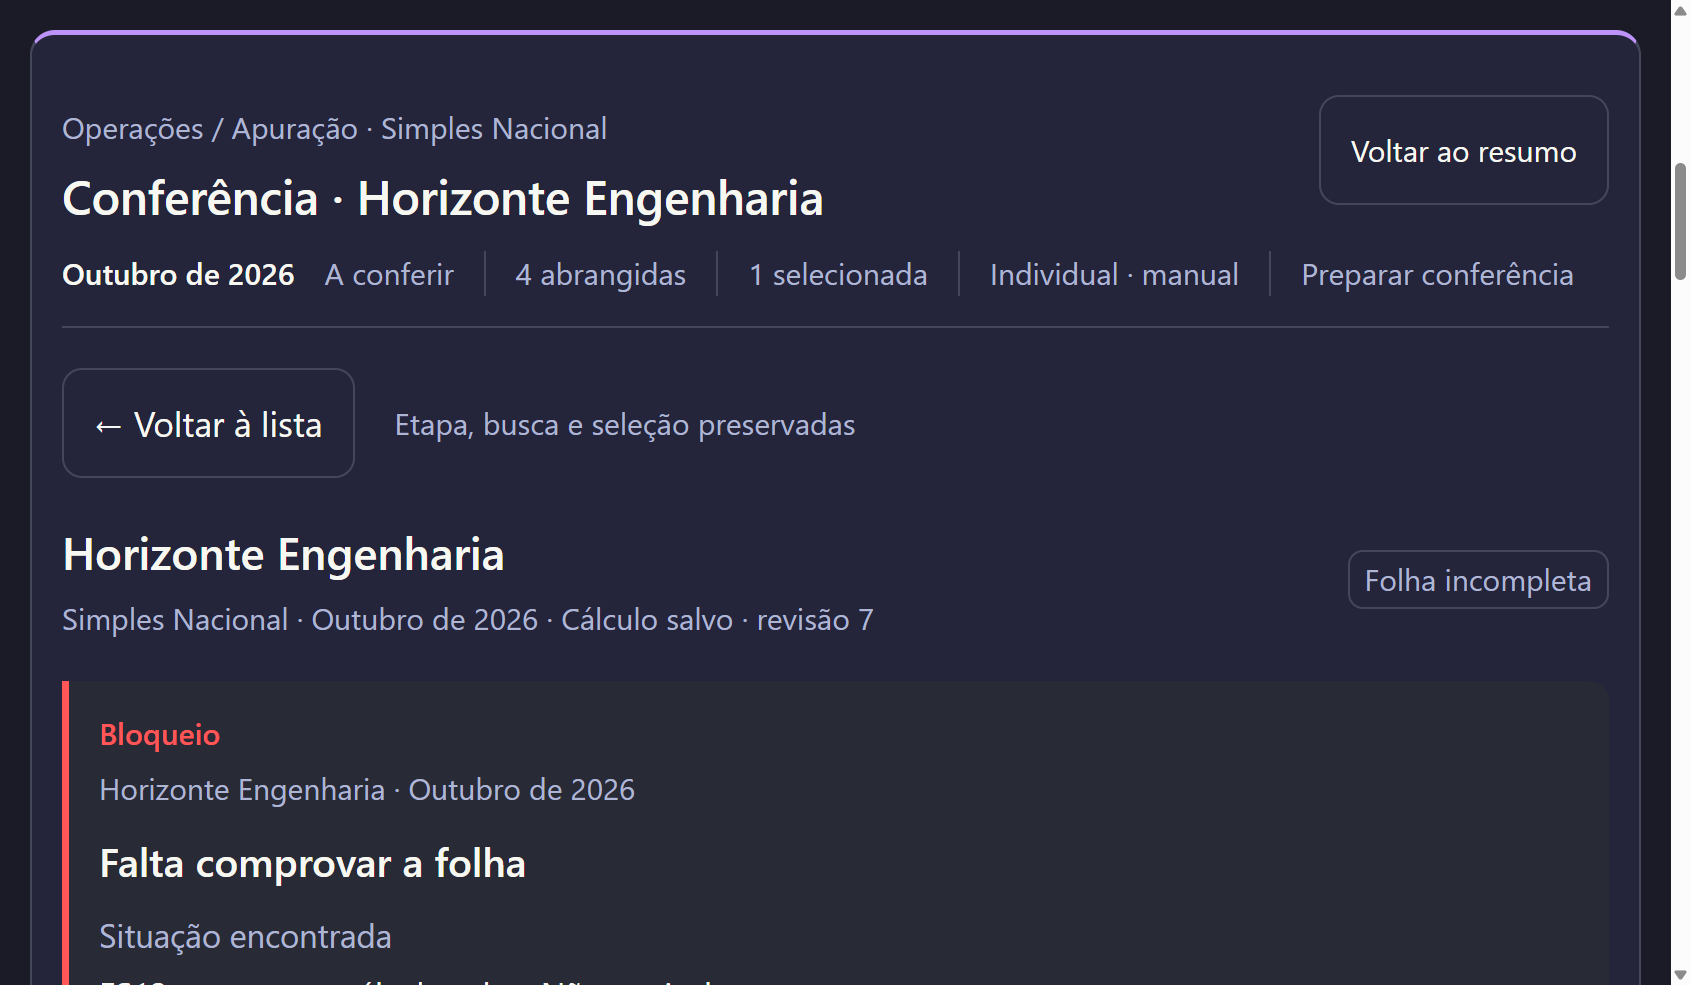 Operações / Apuração · Simples Nacional
Voltar ao resumo
Conferência · Horizonte Engenharia
Outubro de 2026 A conferir 4 abrangidas 1 selecionada Individual · manual Preparar conferência
← Voltar à lista Etapa, busca e seleção preservadas
Horizonte Engenharia
Folha incompleta
Simples Nacional · Outubro de 2026 · Cálculo salvo · revisão 7
Bloqueio
Horizonte Engenharia · Outubro de 2026
Falta comprovar a folha
Situação encontrada